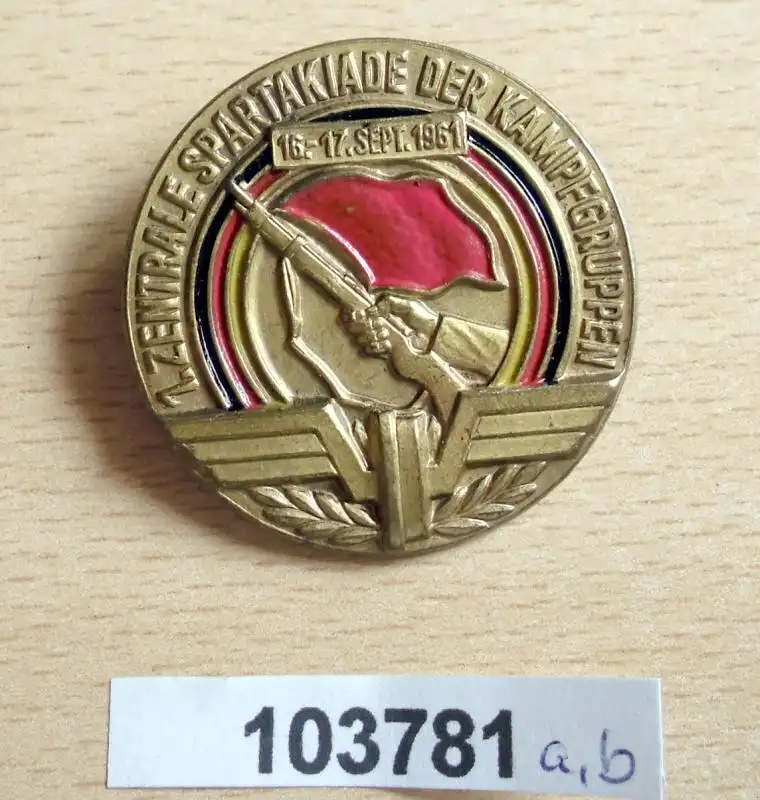 1. ZENTRALE SPARTAKIADE DER KAMPFGRUPPEN
16.-17. SEPT. 1961
103781 a, b